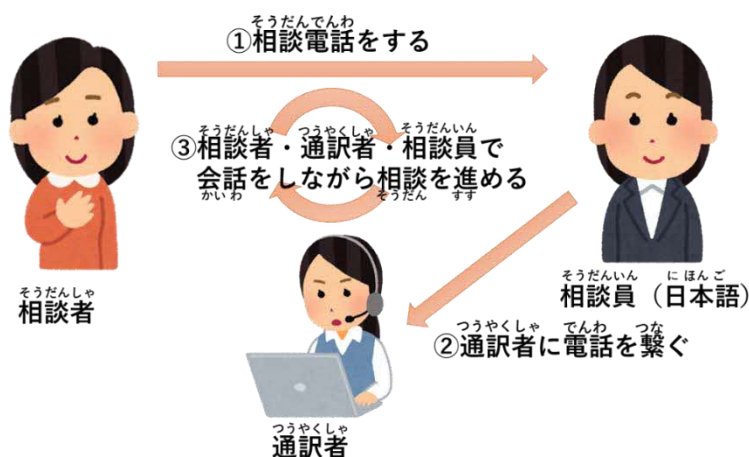 そうだんでんわ
①相談電話をする
そうだんしゃ つうやくしゃ そうだんいん
③相談者・通訳者・相談員で
会話をしながら相談を進める
かいわ そうだん すす
そうだんしゃ
相談者
そうだんいん にほんご
相談員（日本語）
つうやくしゃ でんわ つな
②通訳者に電話を繋ぐ
つうやくしゃ
通訳者